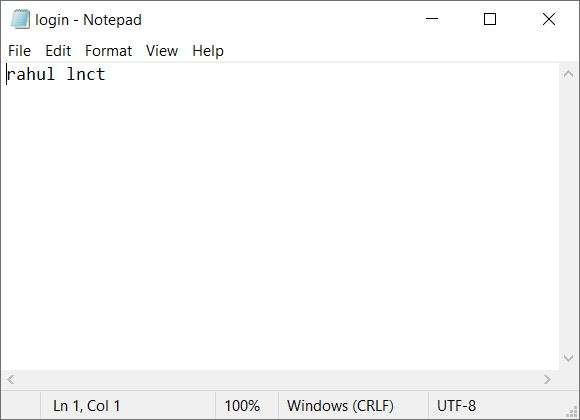 login - Notepad
File Edit Format View Help
rahul lnct
Ln 1, Col 1 100% Windows (CRLF) UTF-8